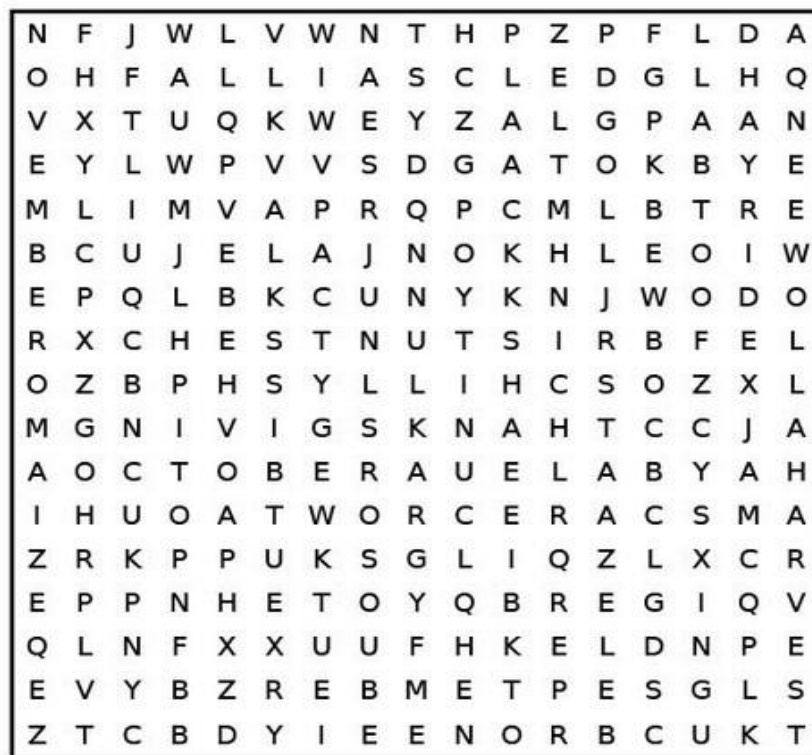 N F J W L V W N T H P Z P F L D A
O H F A L L I A S C L E D G L H Q
V X T U Q K W E Y Z A L G P A A N
E Y L W P V V S D G A T O K B Y E
M L I M V A P R Q P C M L B T R E
B C U J E L A J N O K H L E O I W
E P Q L B K C U N Y K N J W O D O
R X C H E S T N U T S I R B F E L
O Z B P H S Y L L I H C S O Z X L
M G N I V I G S K N A H T C C J A
A O C T O B E R A U E L A B Y A H
I H U O A T W O R C E R A C S M A
Z R K P P U K S G L I Q Z L X C R
E P P N H E T O Y Q B R E G I Q V
Q L N F X X U U F H K E L D N P E
E V Y B Z R E B M E T P E S G L S
Z T C B D Y I E E N O R B C U K T